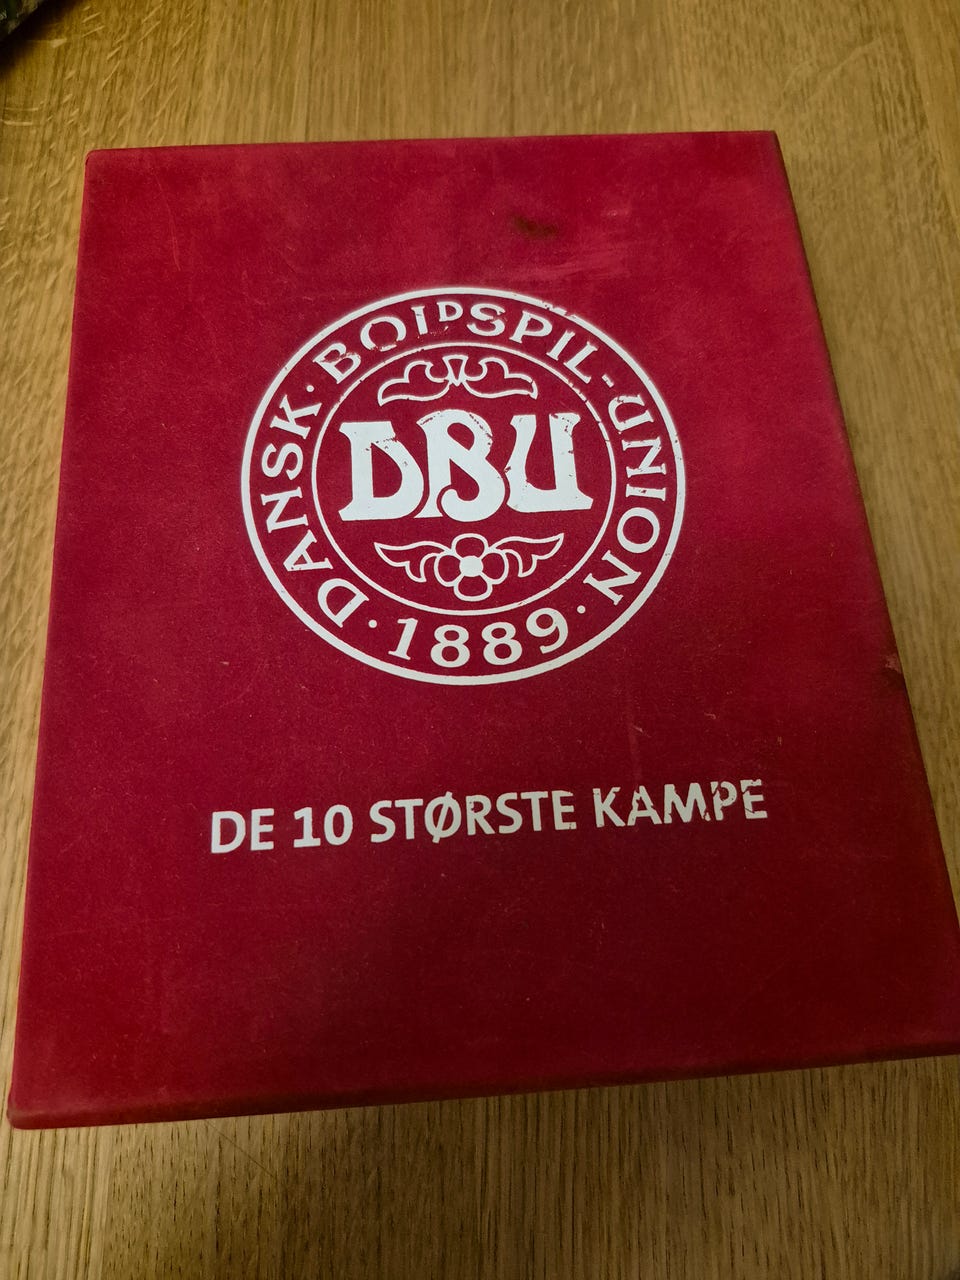 DANSK · BOLDSPIL-UNION · 1889 ·
DBU
DE 10 STØRSTE KAMPE